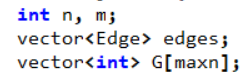 int n, m;
vector<Edge> edges;
vector<int> G[maxn];